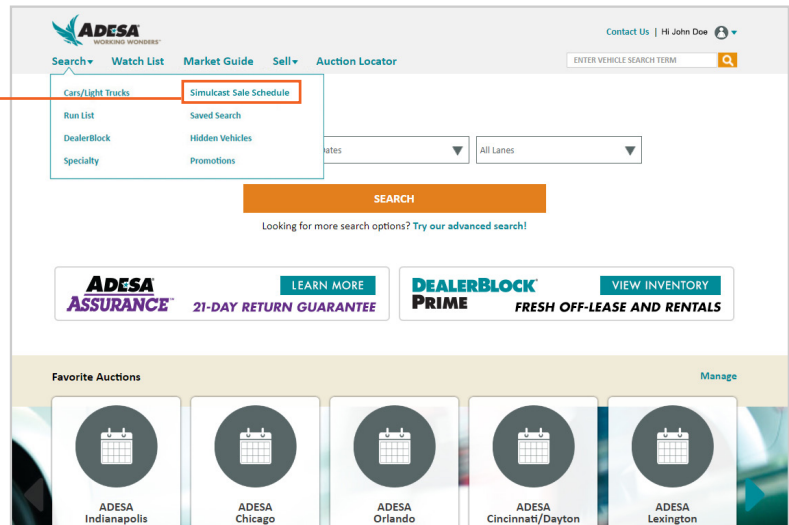 ADESA
WORKING WONDERS™
Contact Us | Hi John Doe
Search Watch List Market Guide Sell Auction Locator
ENTER VEHICLE SEARCH TERM
Cars/Light Trucks Simulcast Sale Schedule
Run List Saved Search
DealerBlock Hidden Vehicles
Specialty Promotions
All Lanes
SEARCH
Looking for more search options? Try our advanced search!
ADESA
ASSURANCE™
LEARN MORE
21-DAY RETURN GUARANTEE
DEALERBLOCK®
PRIME
VIEW INVENTORY
FRESH OFF-LEASE AND RENTALS
Favorite Auctions Manage
ADESA
Indianapolis
ADESA
Chicago
ADESA
Orlando
ADESA
Cincinnati/Dayton
ADESA
Lexington